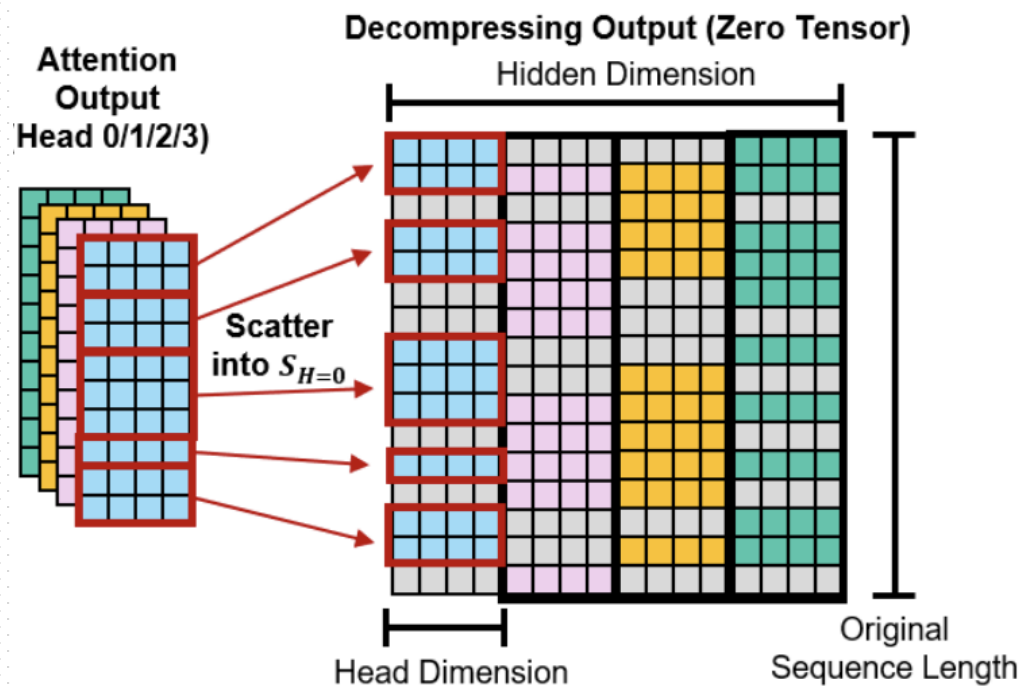 Decompressing Output (Zero Tensor)
Hidden Dimension
Attention
Output
(Head 0/1/2/3)
Scatter
into S_{H=0}
Head Dimension
Original
Sequence Length